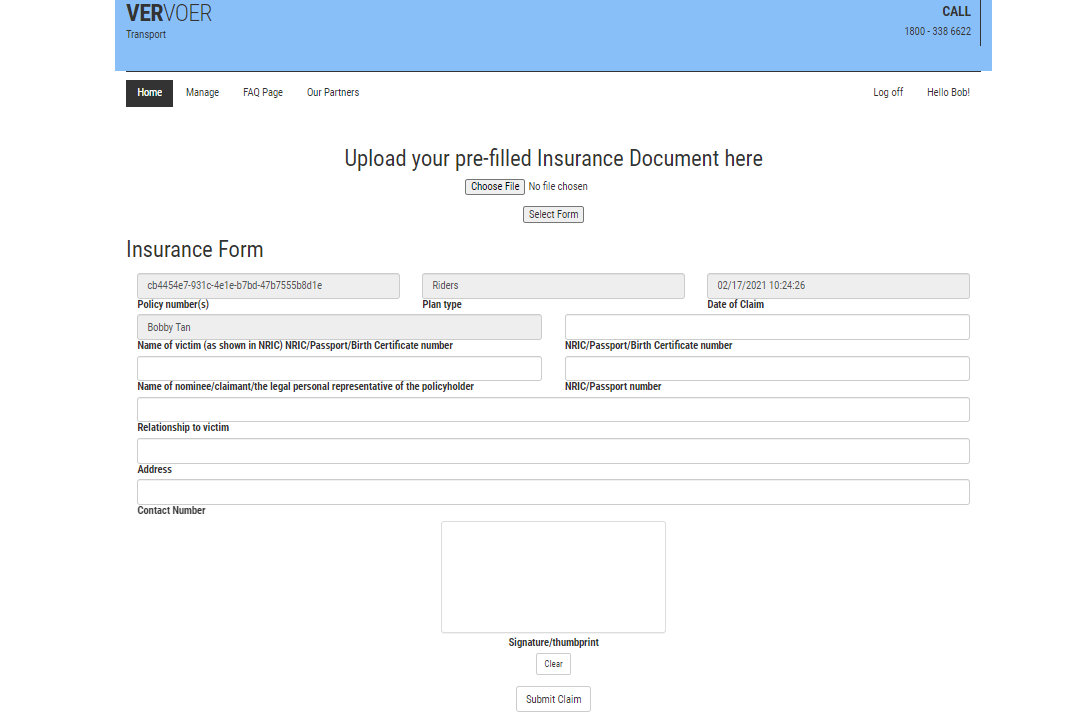 VERVOER
CALL
Transport
1800 - 338 6622
Home Manage FAQ Page Our Partners Log off Hello Bob!
Upload your pre-filled Insurance Document here
Choose File No file chosen
Select Form
Insurance Form
cb4454e7-931c-4e1e-b7bd-47b7555b8d1e Riders 02/17/2021 10:24:26
Policy number(s) Plan type Date of Claim
Bobby Tan
Name of victim (as shown in NRIC) NRIC/Passport/Birth Certificate number NRIC/Passport/Birth Certificate number
Name of nominee/claimant/the legal personal representative of the policyholder NRIC/Passport number
Relationship to victim
Address
Contact Number
Signature/thumbprint
Clear
Submit Claim